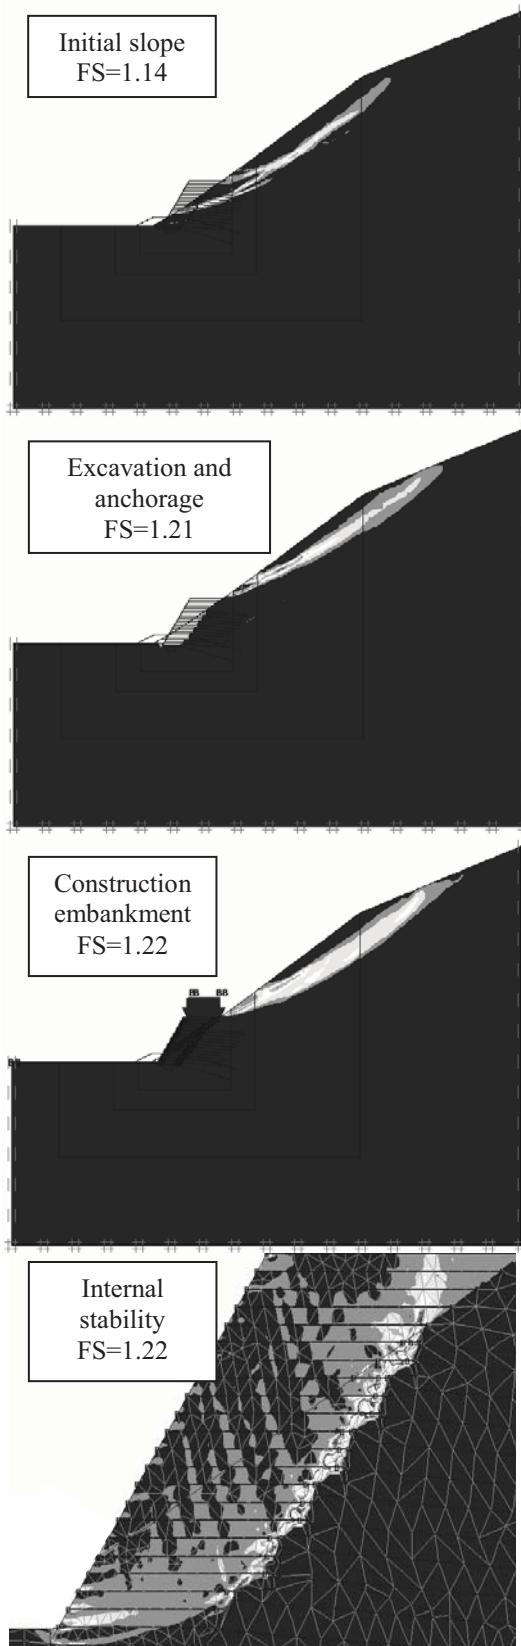 Initial slope
FS=1.14
Excavation and
anchorage
FS=1.21
Construction
embankment
FS=1.22
BB BB
Internal
stability
FS=1.22